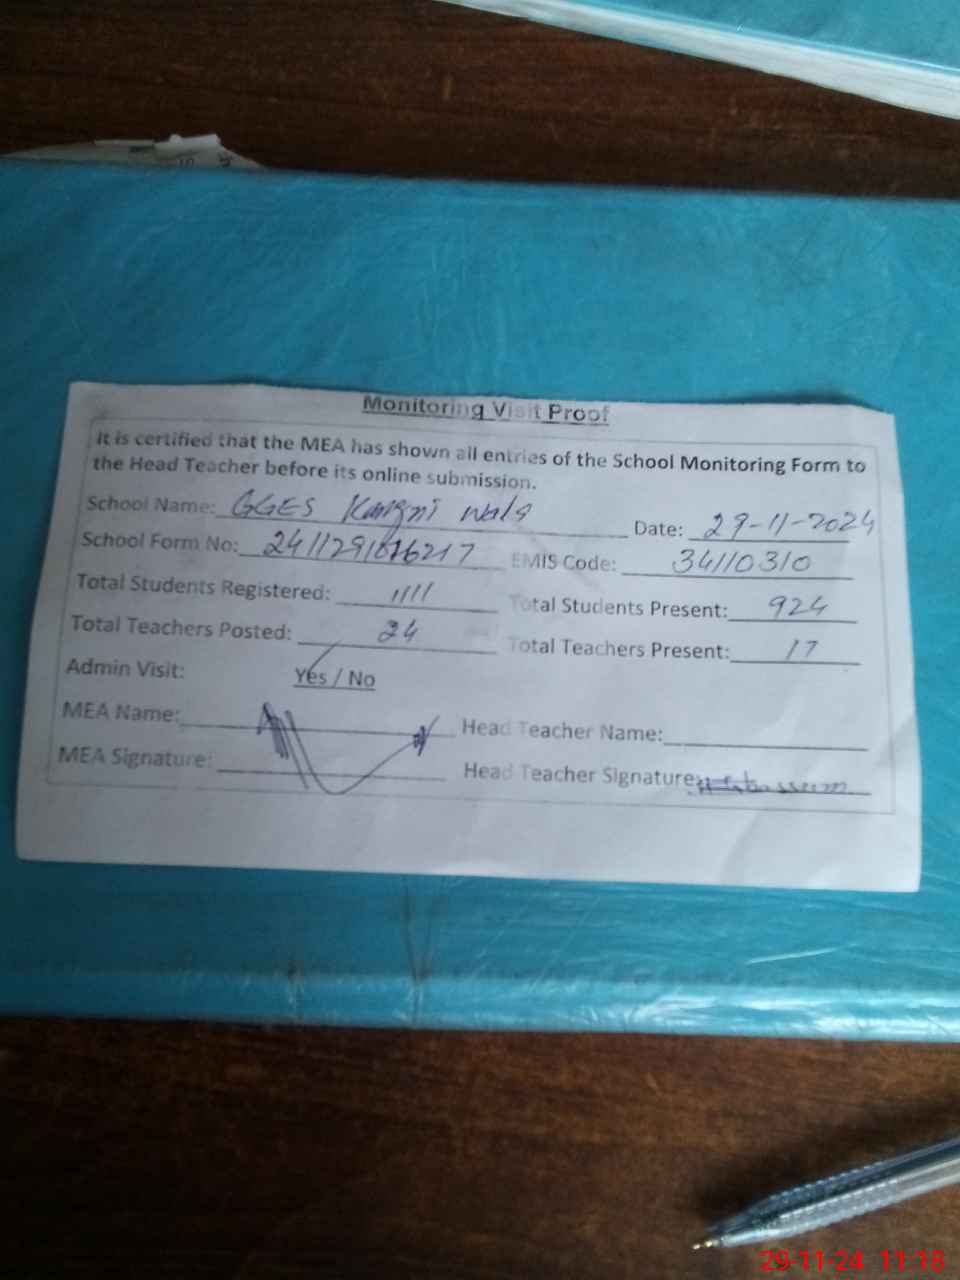 Monitoring Visit Proof
It is certified that the MEA has shown all entries of the School Monitoring Form to
the Head Teacher before its online submission.
School Name: GGES Kangni Wala Date: 29-11-2024
School Form No: EMIS Code: 34110310
Total Students Registered: 1111 Total Students Present: 924
Total Teachers Posted: 24 Total Teachers Present: 17
Admin Visit: Yes / No
MEA Name: Head Teacher Name:
MEA Signature: Head Teacher Signature:
29-11-24 11:18